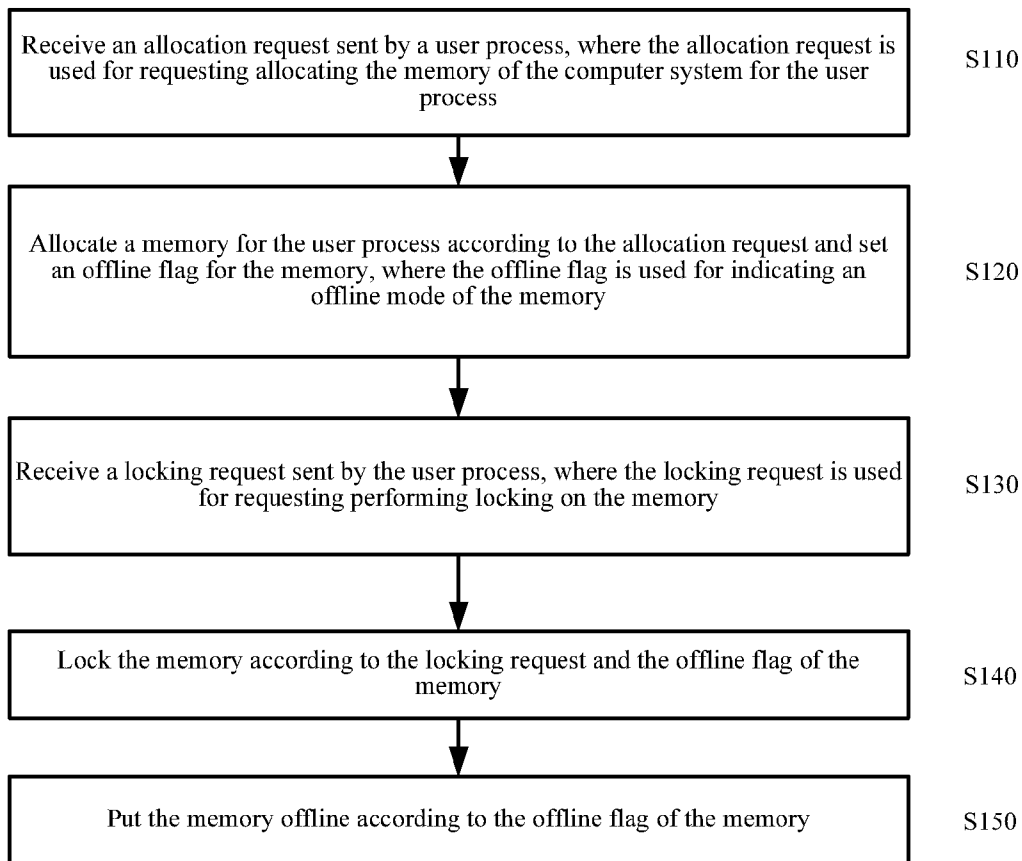 Receive an allocation request sent by a user process, where the allocation request is
used for requesting allocating the memory of the computer system for the user
process
S110
Allocate a memory for the user process according to the allocation request and set
an offline flag for the memory, where the offline flag is used for indicating an
offline mode of the memory
S120
Receive a locking request sent by the user process, where the locking request is used
for requesting performing locking on the memory
S130
Lock the memory according to the locking request and the offline flag of the
memory
S140
Put the memory offline according to the offline flag of the memory
S150